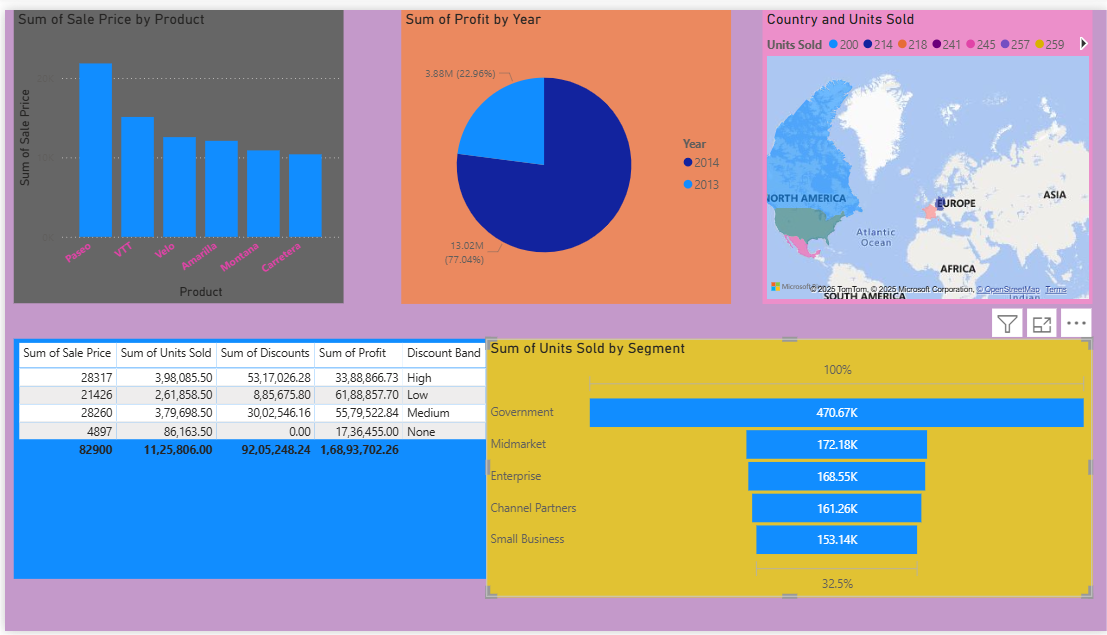 Sum of Sale Price by Product
Sum of Sale Price
Paseo
VTT
Velo
Amarilla
Montana
Carretera
Product
Sum of Profit by Year
3.88M (22.96%)
13.02M
(77.04%)
Year
2014
2013
Country and Units Sold
Units Sold 200 214 218 241 245 257 259
NORTH AMERICA
EUROPE
ASIA
Atlantic
Ocean
AFRICA
Microsoft
© 2025 TomTom, © 2025 Microsoft Corporation, © OpenStreetMap Terms
SOUTH AMERICA
Indian
Sum of Sale Price Sum of Units Sold Sum of Discounts Sum of Profit Discount Band
28317 3,98,085.50 53,17,026.28 33,88,866.73 High
21426 2,61,858.50 8,85,675.80 61,88,857.70 Low
28260 3,79,698.50 30,02,546.16 55,79,522.84 Medium
4897 86,163.50 0.00 17,36,455.00 None
82900 11,25,806.00 92,05,248.24 1,68,93,702.26
Sum of Units Sold by Segment
100%
Government 470.67K
Midmarket 172.18K
Enterprise 168.55K
Channel Partners 161.26K
Small Business 153.14K
32.5%